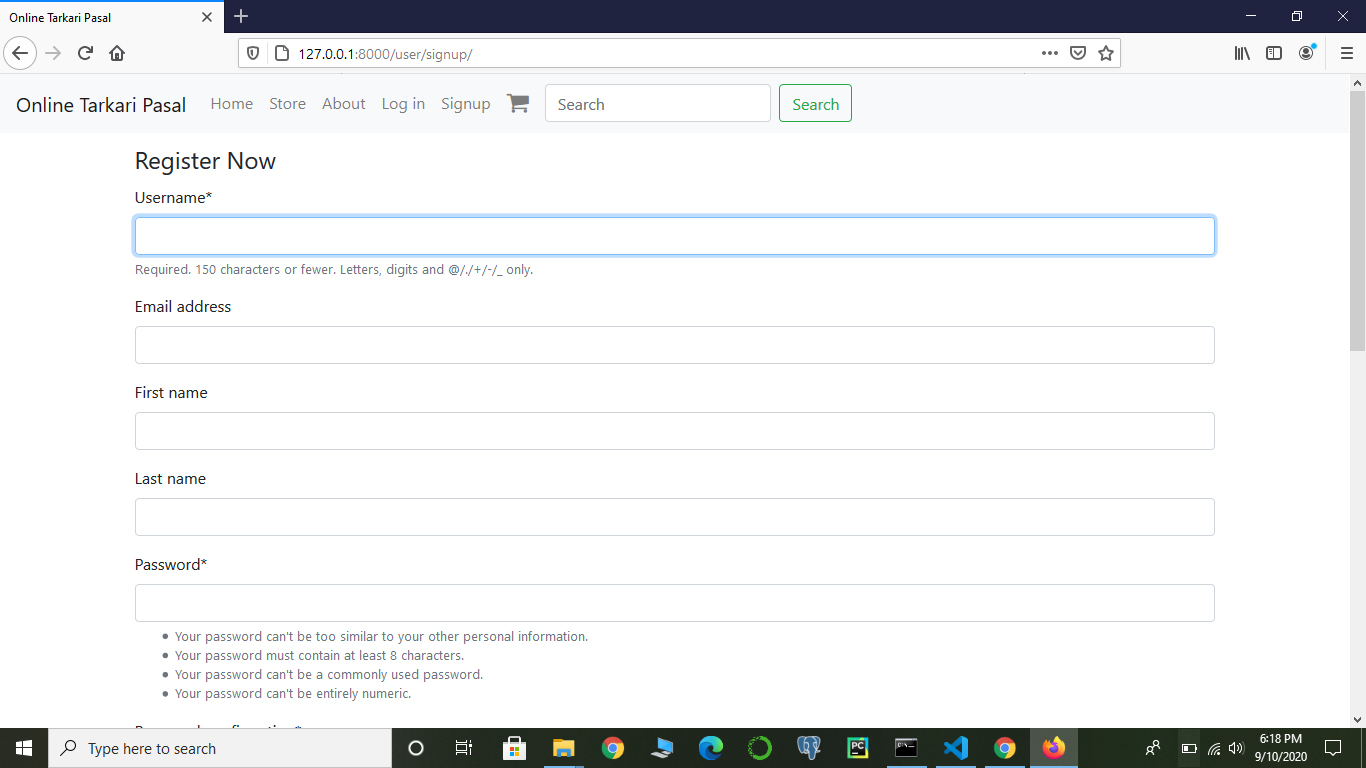 Online Tarkari Pasal
127.0.0.1:8000/user/signup/
Online Tarkari Pasal Home Store About Log in Signup Search Search
Register Now
Username*
Required. 150 characters or fewer. Letters, digits and @/./+/-/_ only.
Email address
First name
Last name
Password*
Your password can't be too similar to your other personal information.
Your password must contain at least 8 characters.
Your password can't be a commonly used password.
Your password can't be entirely numeric.
Type here to search
6:18 PM
9/10/2020